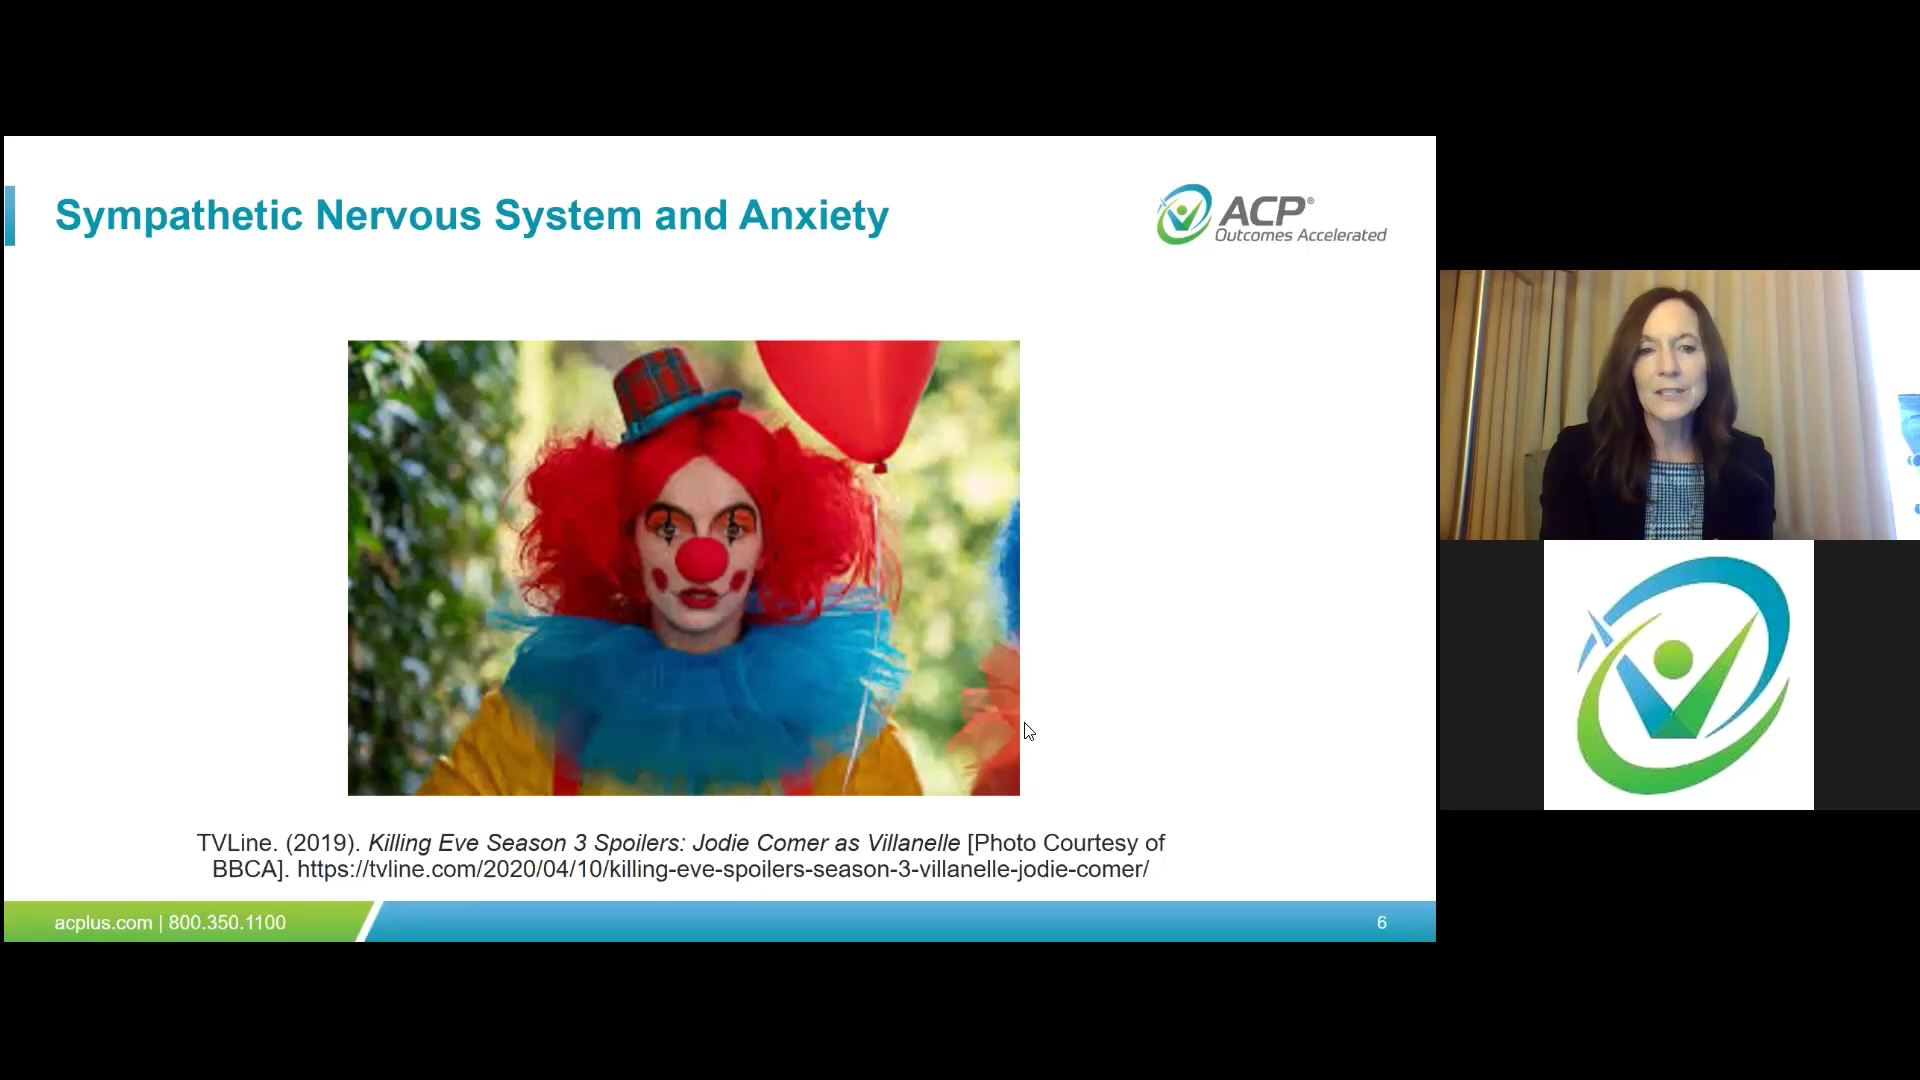 Sympathetic Nervous System and Anxiety
ACP®
Outcomes Accelerated
TVLine. (2019). Killing Eve Season 3 Spoilers: Jodie Comer as Villanelle [Photo Courtesy of
BBCA]. https://tvline.com/2020/04/10/killing-eve-spoilers-season-3-villanelle-jodie-comer/
acplus.com | 800.350.1100
6